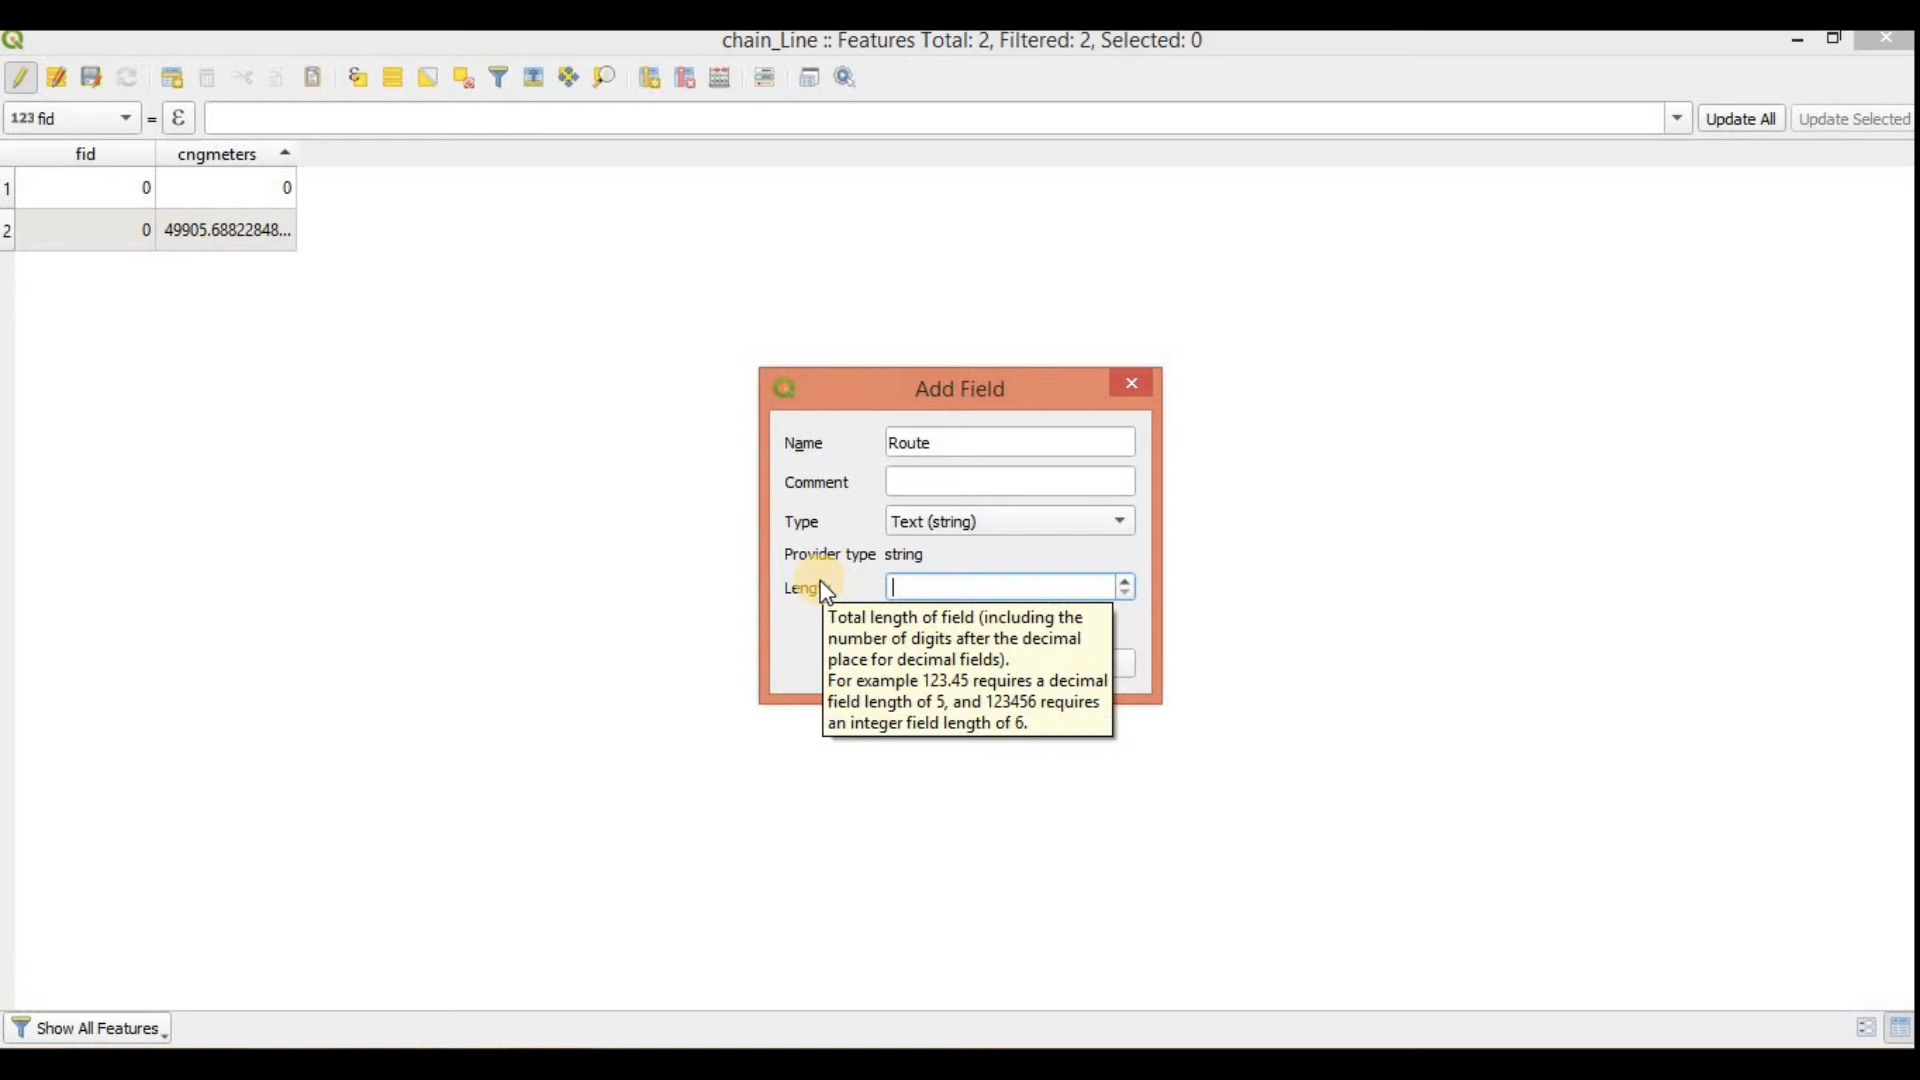 chain_Line :: Features Total: 2, Filtered: 2, Selected: 0
123 fid = ε Update All Update Selected
fid cngmeters
1 0 0
2 0 49905.68822848...
Add Field
Name Route
Comment
Type Text (string)
Provider type string
Length
Total length of field (including the
number of digits after the decimal
place for decimal fields).
For example 123.45 requires a decimal
field length of 5, and 123456 requires
an integer field length of 6.
Show All Features